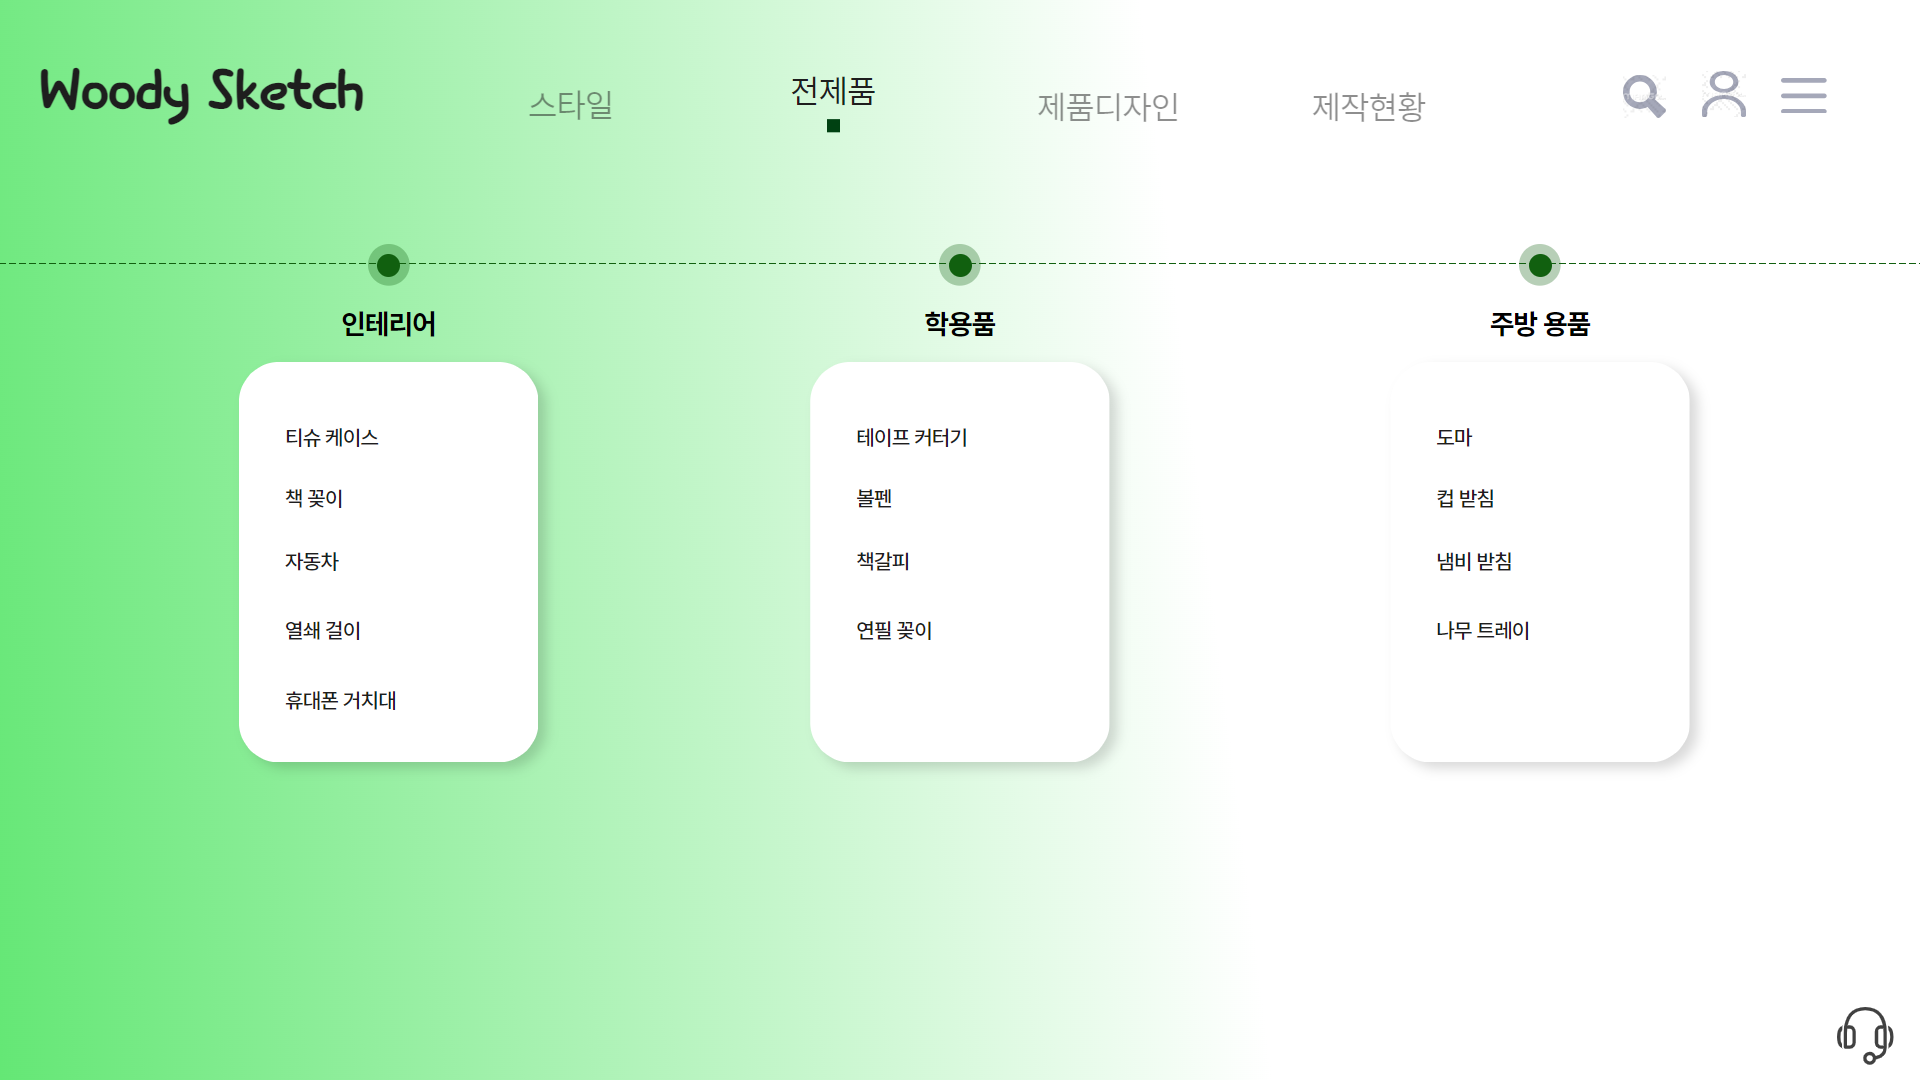 Woody Sketch
스타일
전제품
제품디자인
제작현황
인테리어
티슈 케이스
책 꽂이
자동차
열쇄 걸이
휴대폰 거치대
학용품
테이프 커터기
볼펜
책갈피
연필 꽂이
주방 용품
도마
컵 받침
냄비 받침
나무 트레이